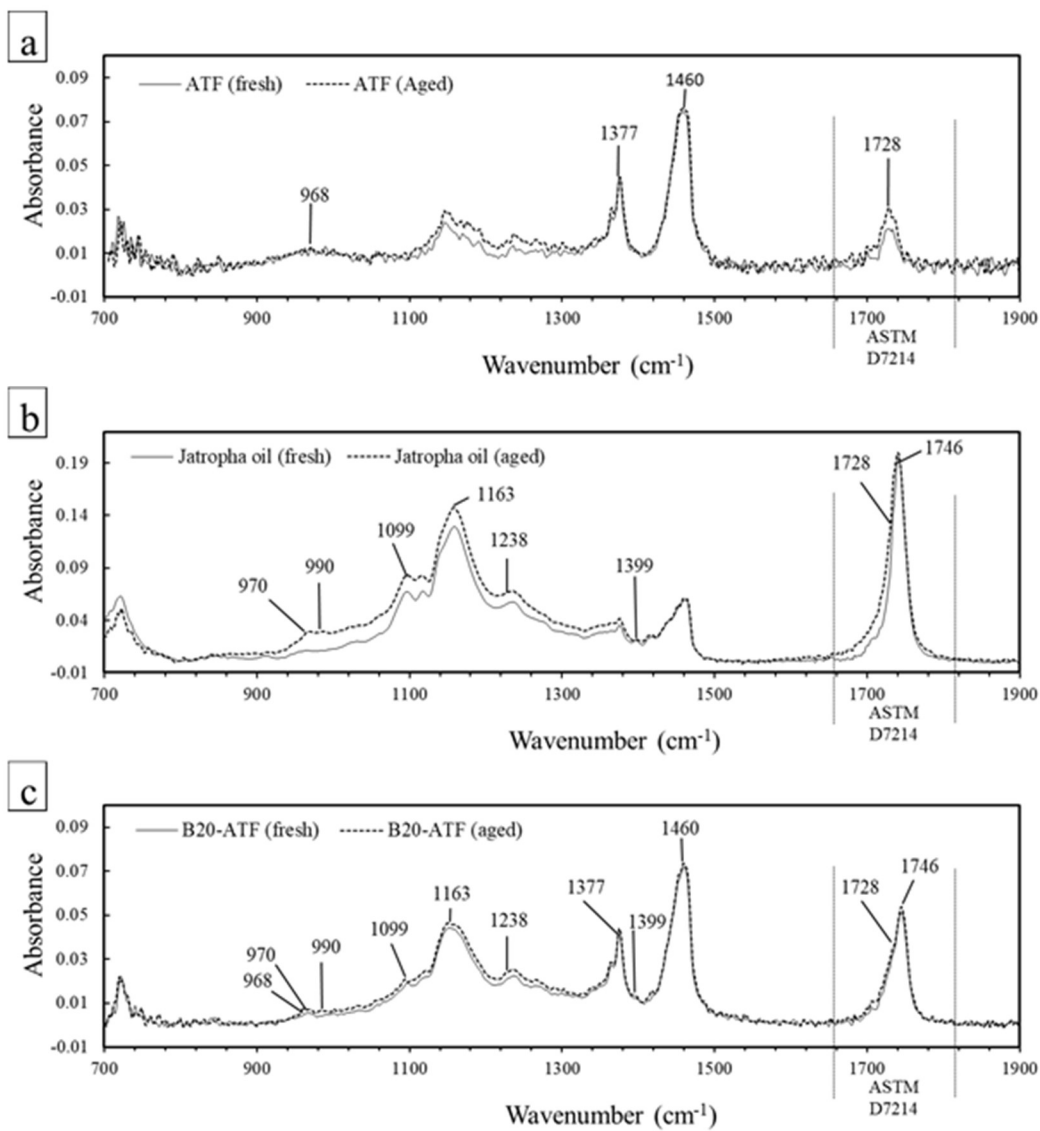 a
ATF (fresh) ATF (Aged)
0.09
0.07
0.05
0.03
0.01
-0.01
Absorbance
968
1377
1460
1728
700 900 1100 1300 1500 1700 1900
ASTM
D7214
Wavenumber (cm-1)
b
Jatropha oil (fresh) Jatropha oil (aged)
0.19
0.14
0.09
0.04
-0.01
Absorbance
970
990
1099
1163
1238
1399
1728
1746
700 900 1100 1300 1500 1700 1900
ASTM
D7214
Wavenumber (cm-1)
c
B20-ATF (fresh) B20-ATF (aged)
0.09
0.07
0.05
0.03
0.01
-0.01
Absorbance
968
970
990
1099
1163
1238
1377
1399
1460
1728
1746
700 900 1100 1300 1500 1700 1900
ASTM
D7214
Wavenumber (cm-1)